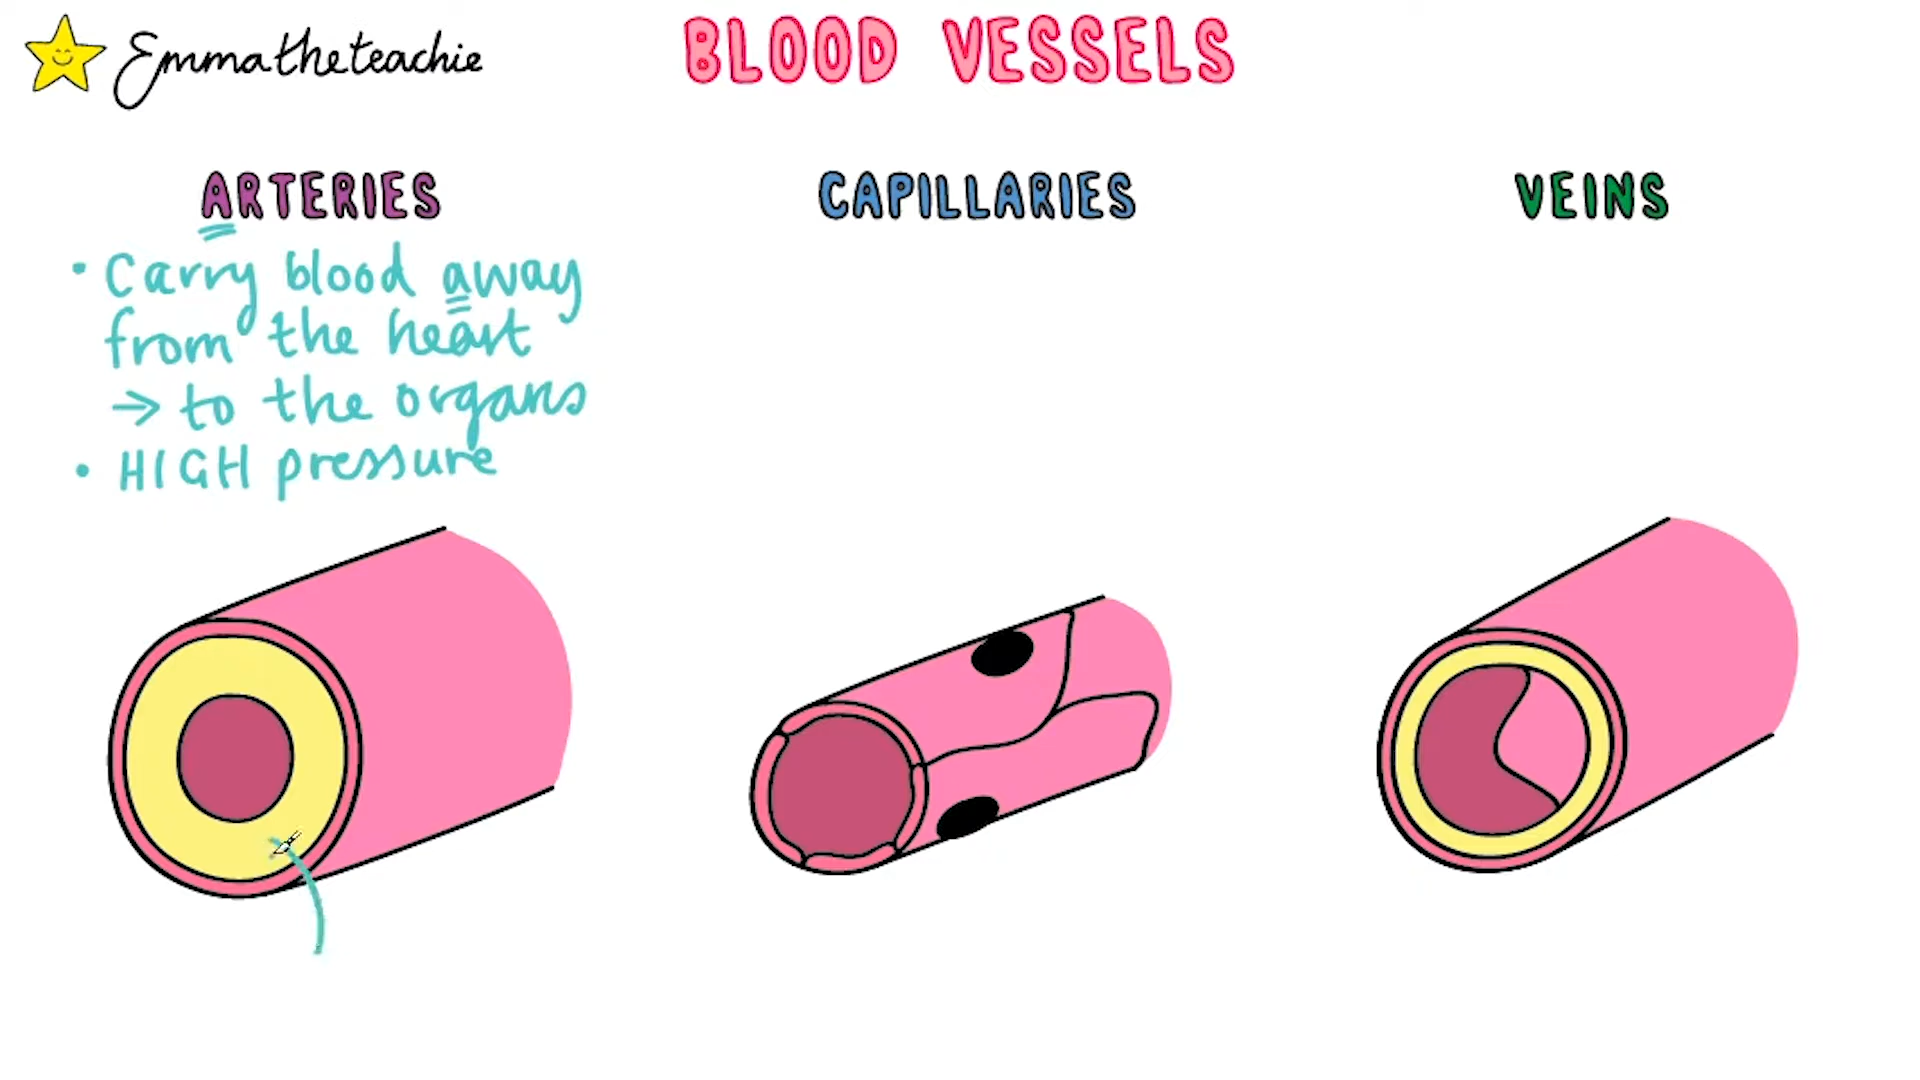 Emmatheteachie
BLOOD VESSELS
ARTERIES
• Carry blood away
from the heart
→ to the organs
• HIGH pressure
CAPILLARIES
VEINS